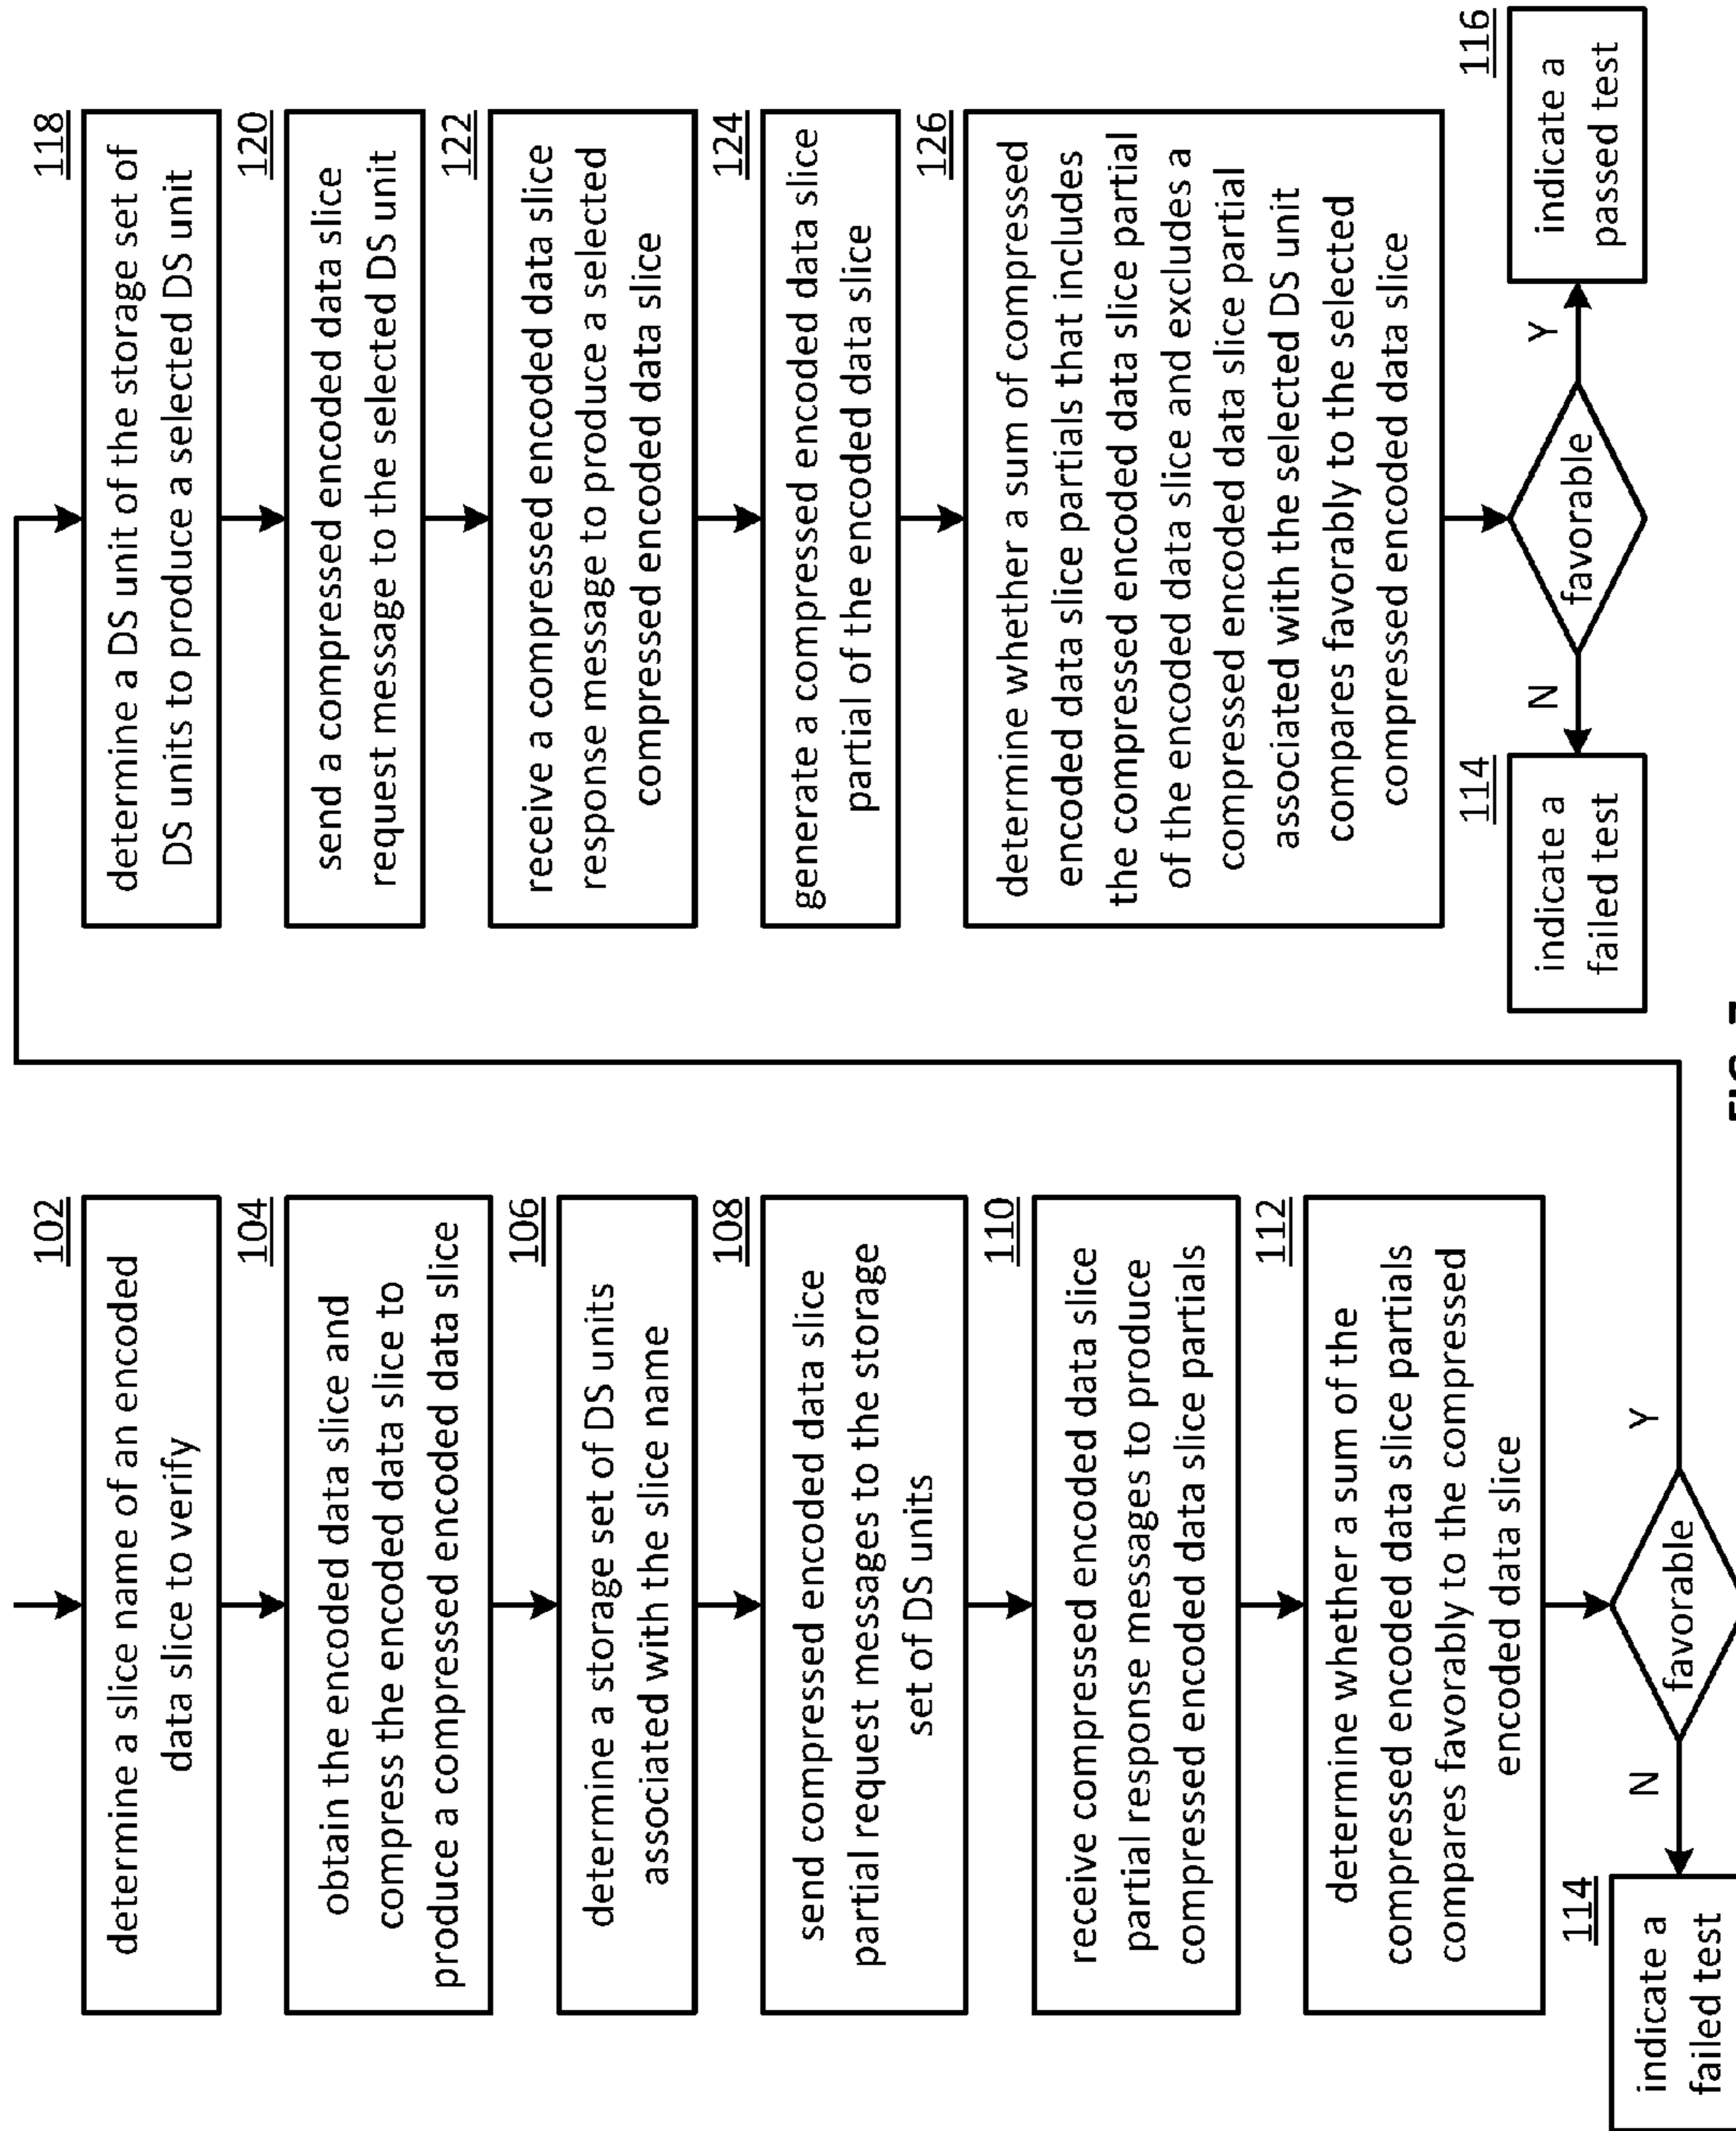 102
determine a slice name of an encoded
data slice to verify
104
obtain the encoded data slice and
compress the encoded data slice to
produce a compressed encoded data slice
106
determine a storage set of DS units
associated with the slice name
108
send compressed encoded data slice
partial request messages to the storage
set of DS units
110
receive compressed encoded data slice
partial response messages to produce
compressed encoded data slice partials
112
determine whether a sum of the
compressed encoded data slice partials
compares favorably to the compressed
encoded data slice
favorable
N
Y
114
indicate a
failed test
118
determine a DS unit of the storage set of
DS units to produce a selected DS unit
120
send a compressed encoded data slice
request message to the selected DS unit
122
receive a compressed encoded data slice
response message to produce a selected
compressed encoded data slice
124
generate a compressed encoded data slice
partial of the encoded data slice
126
determine whether a sum of compressed
encoded data slice partials that includes
the compressed encoded data slice partial
of the encoded data slice and excludes a
compressed encoded data slice partial
associated with the selected DS unit
compares favorably to the selected
compressed encoded data slice
favorable
N
Y
114
indicate a
failed test
116
indicate a
passed test
FIG. 7